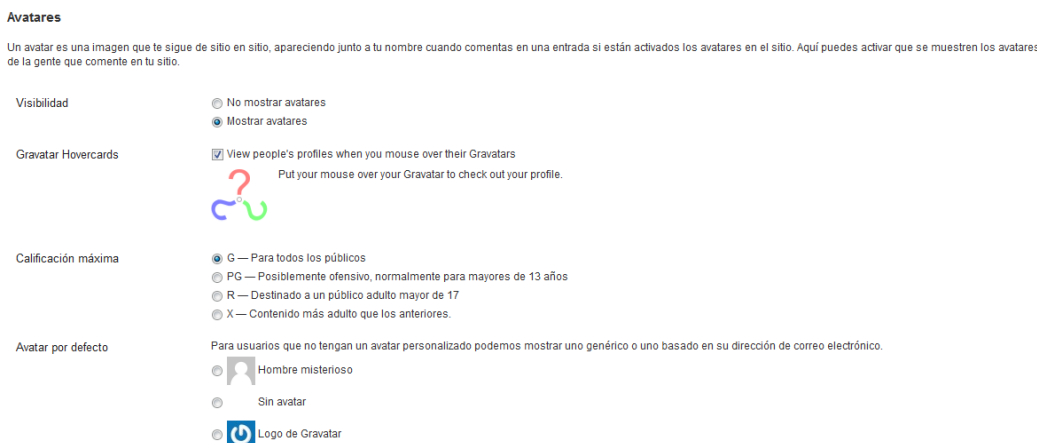 Avatares
Un avatar es una imagen que te sigue de sitio en sitio, apareciendo junto a tu nombre cuando comentas en una entrada si están activados los avatares en el sitio. Aquí puedes activar que se muestren los avatares
de la gente que comente en tu sitio.
Visibilidad
No mostrar avatares
Mostrar avatares
Gravatar Hovercards
View people's profiles when you mouse over their Gravatars
Put your mouse over your Gravatar to check out your profile.
Calificación máxima
G — Para todos los públicos
PG — Posiblemente ofensivo, normalmente para mayores de 13 años
R — Destinado a un público adulto mayor de 17
X — Contenido más adulto que los anteriores.
Avatar por defecto
Para usuarios que no tengan un avatar personalizado podemos mostrar uno genérico o uno basado en su dirección de correo electrónico.
Hombre misterioso
Sin avatar
Logo de Gravatar